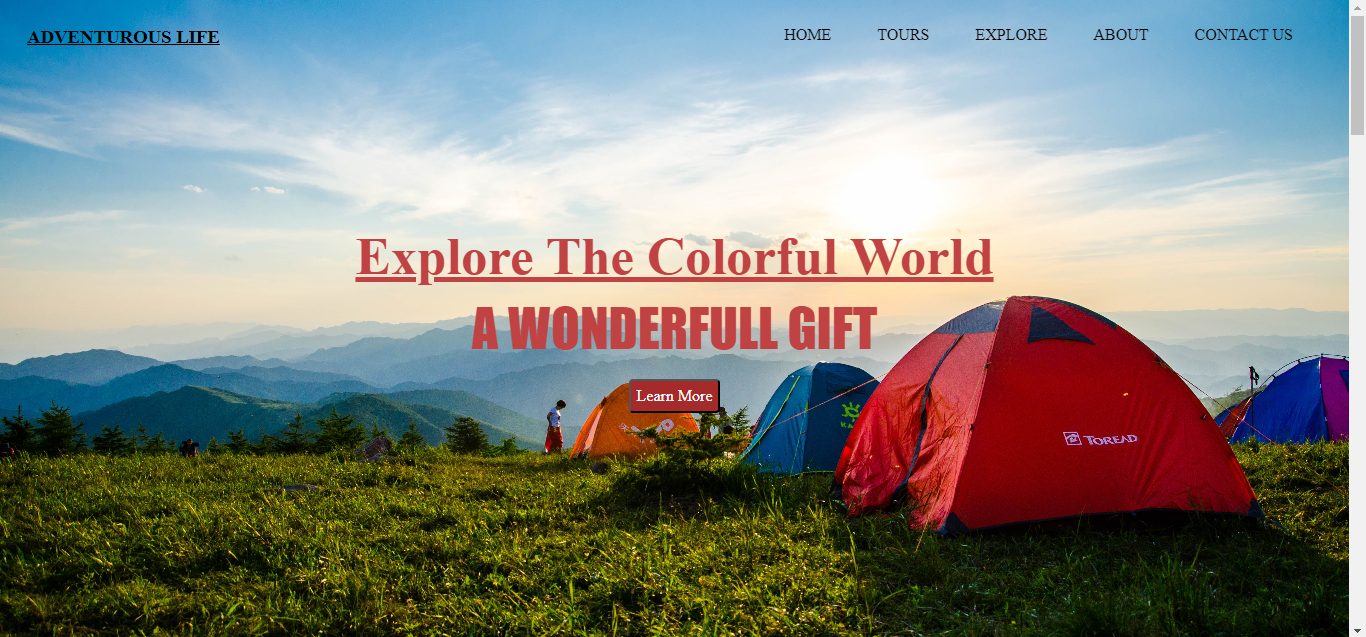 ADVENTUROUS LIFE
HOME TOURS EXPLORE ABOUT CONTACT US
Explore The Colorful World
A WONDERFULL GIFT
Learn More
TOREAD